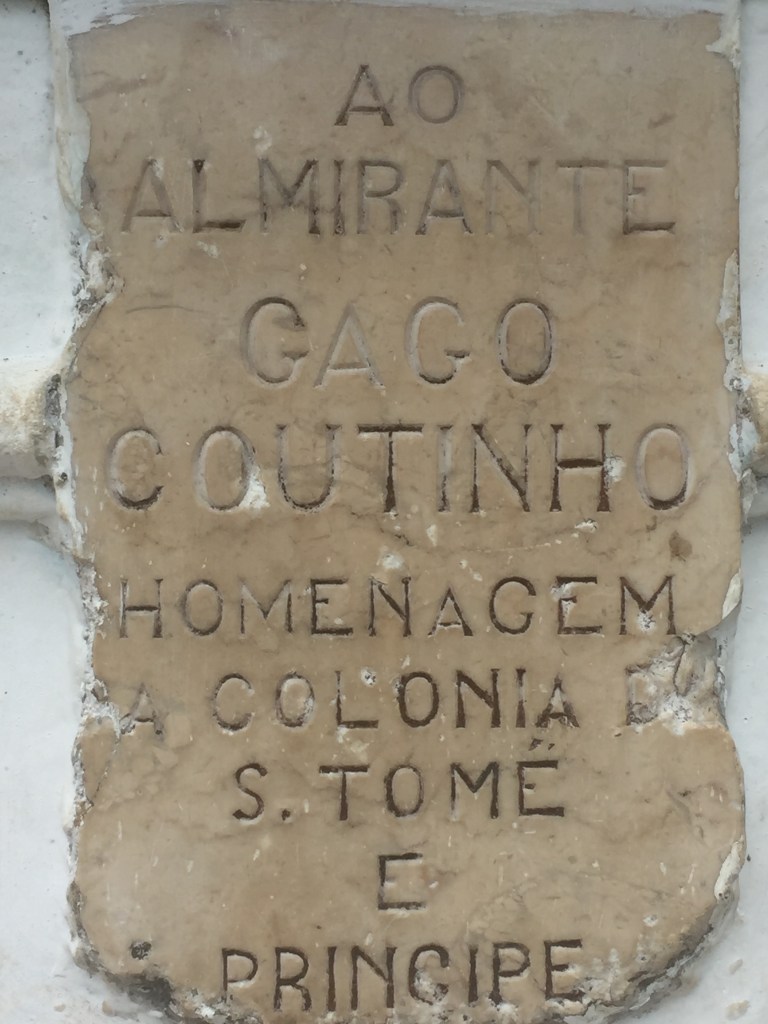 AO
ALMIRANTE
GAGO
COUTINHO
HOMENAGEM
A COLONIA
S. TOMÉ
E
PRINCIPE